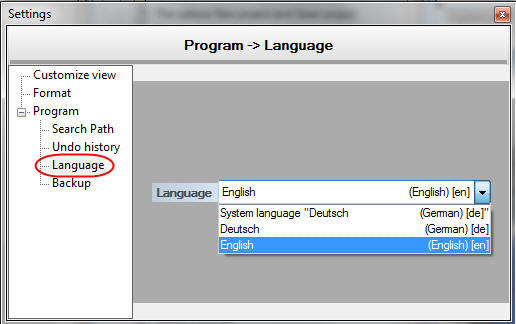 Settings
Program -> Language
Customize view
Format
Program
Search Path
Undo history
Language
Backup
Language English (English) [en]
System language "Deutsch (German) [de]"
Deutsch (German) [de]
English (English) [en]